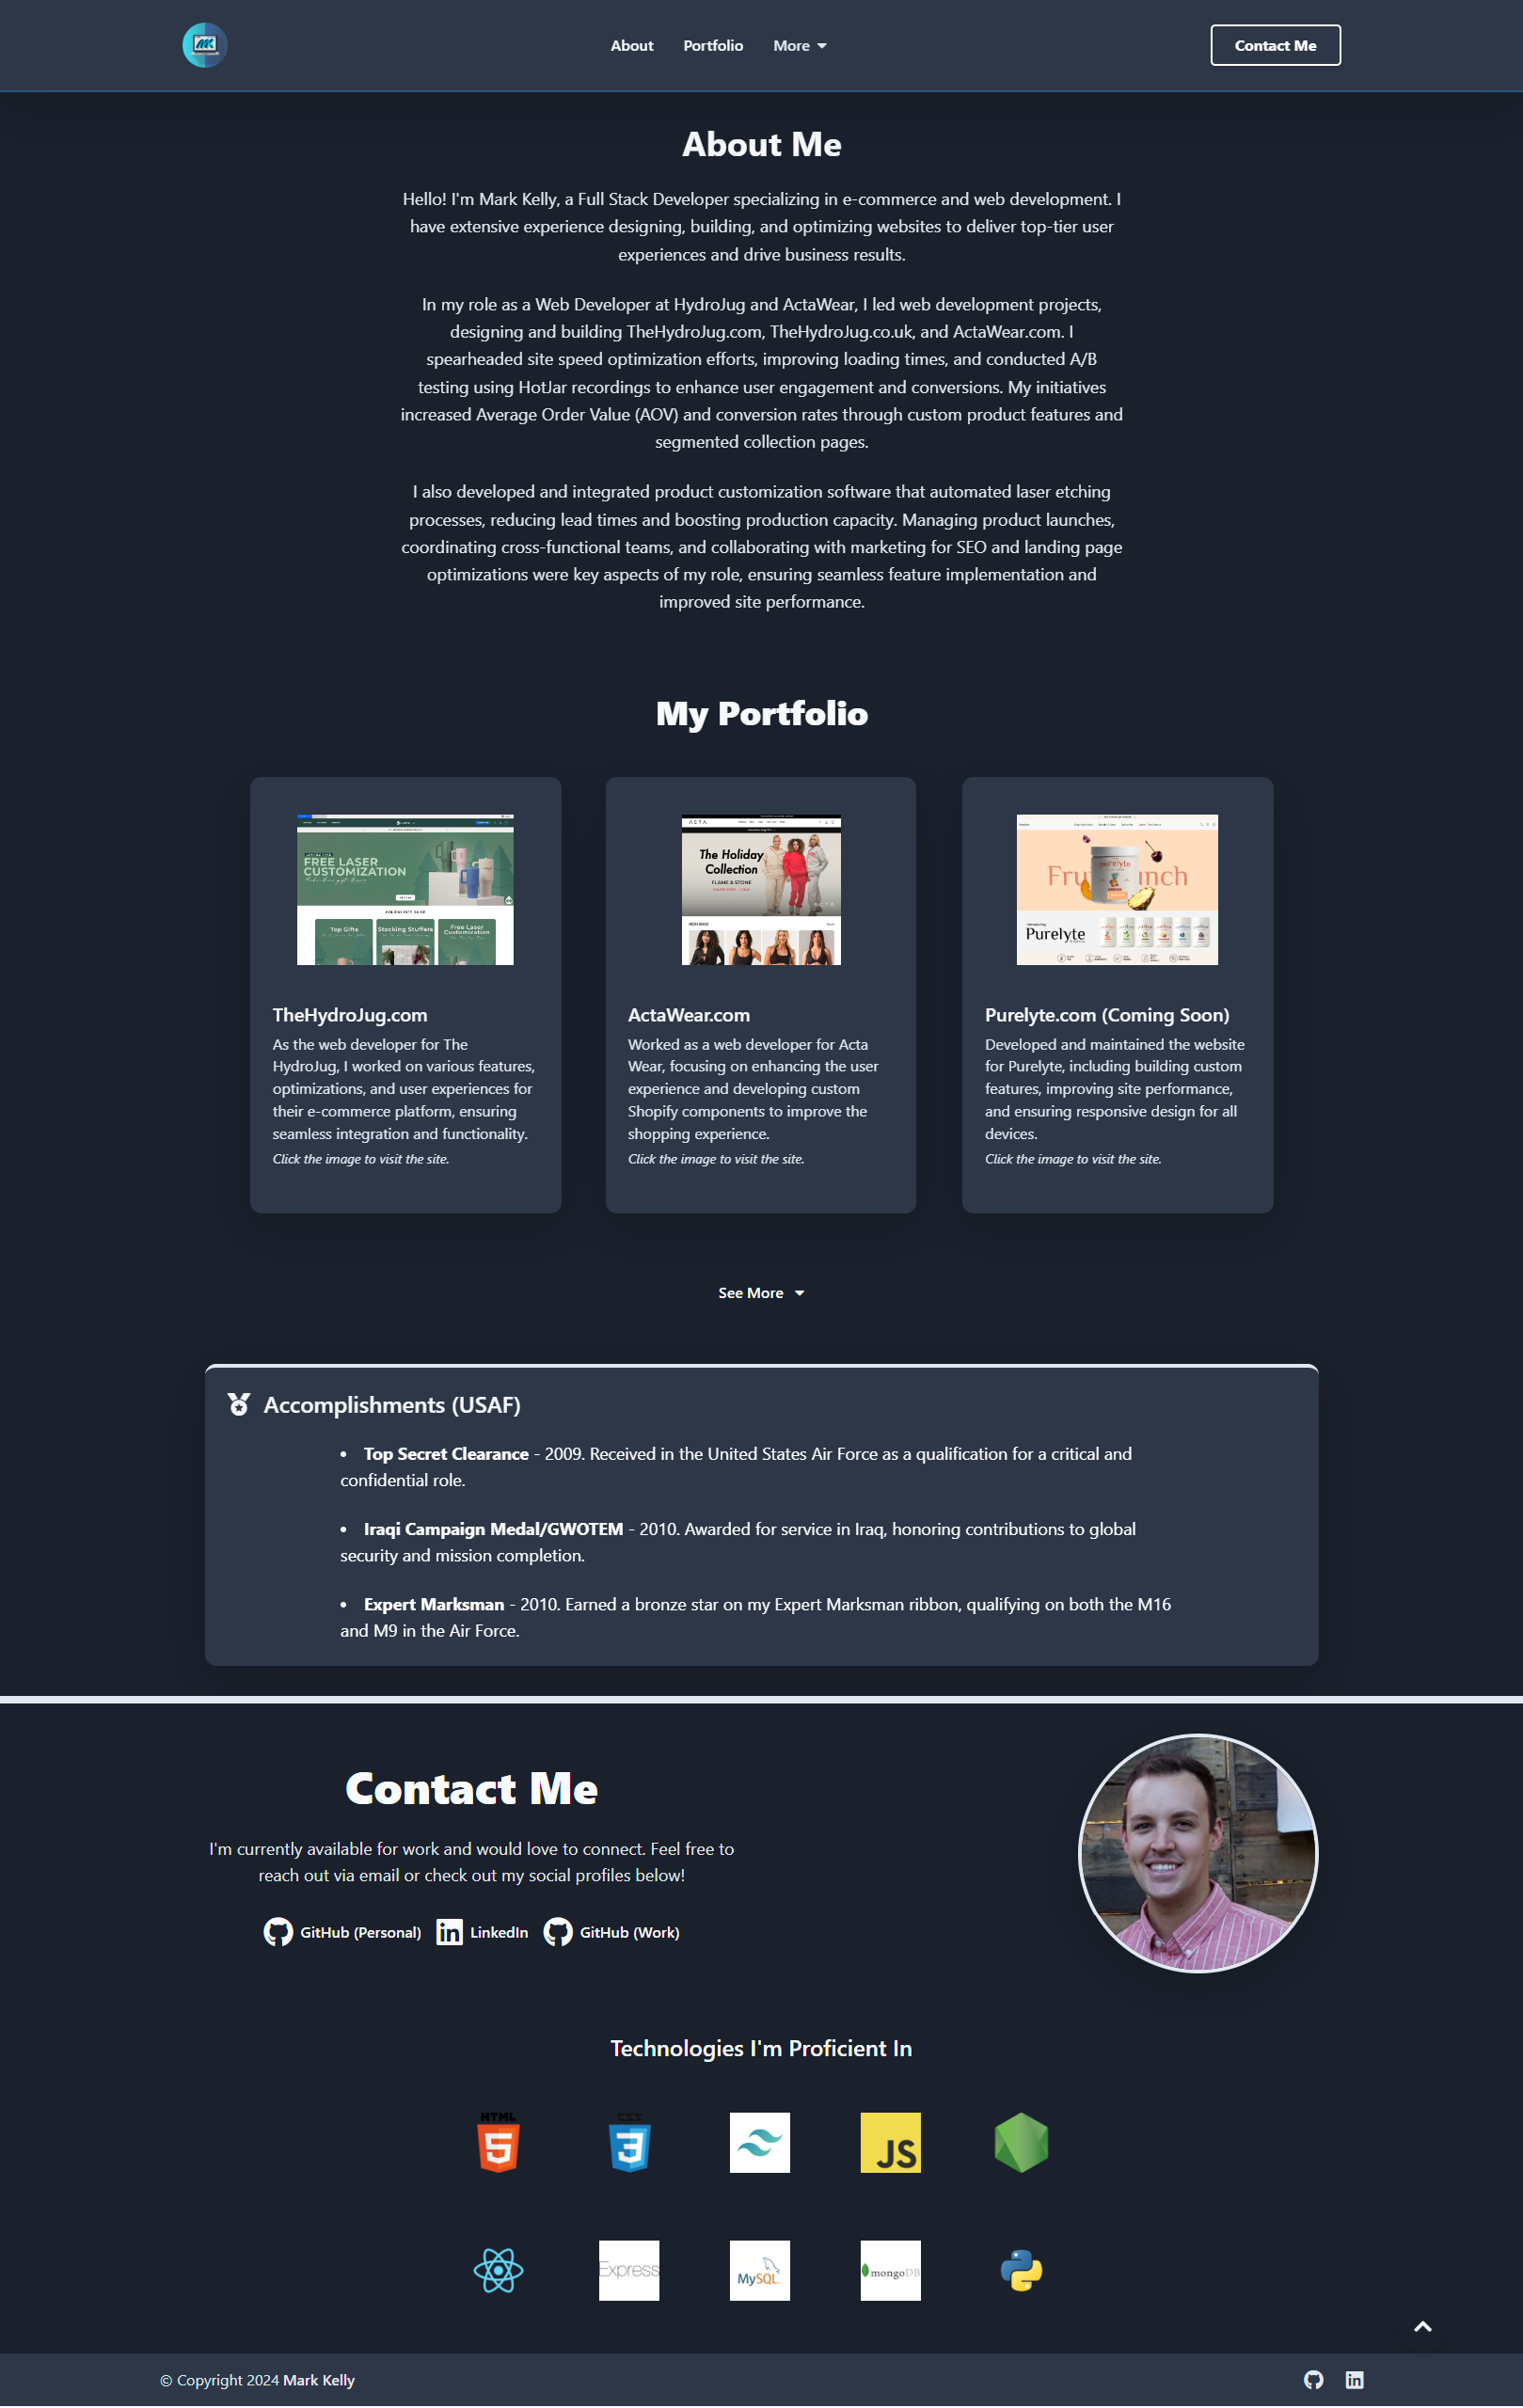 About
Portfolio
More
Contact Me
About Me
Hello! I'm Mark Kelly, a Full Stack Developer specializing in e-commerce and web development. I
have extensive experience designing, building, and optimizing websites to deliver top-tier user
experiences and drive business results.
In my role as a Web Developer at HydroJug and ActaWear, I led web development projects,
designing and building TheHydroJug.com, TheHydroJug.co.uk, and ActaWear.com. I
spearheaded site speed optimization efforts, improving loading times, and conducted A/B
testing using HotJar recordings to enhance user engagement and conversions. My initiatives
increased Average Order Value (AOV) and conversion rates through custom product features and
segmented collection pages.
I also developed and integrated product customization software that automated laser etching
processes, reducing lead times and boosting production capacity. Managing product launches,
coordinating cross-functional teams, and collaborating with marketing for SEO and landing page
optimizations were key aspects of my role, ensuring seamless feature implementation and
improved site performance.
My Portfolio
FREE LASER
CUSTOMIZATION
HOLIDAY GIFT GUIDE
Top Gifts
Stocking Stuffers
Free Laser
Customization
TheHydroJug.com
As the web developer for The
HydroJug, I worked on various features,
optimizations, and user experiences for
their e-commerce platform, ensuring
seamless integration and functionality.
Click the image to visit the site.
ACTA
The Holiday
Collection
FLAME & STONE
ACTA
ActaWear.com
Worked as a web developer for Acta
Wear, focusing on enhancing the user
experience and developing custom
Shopify components to improve the
shopping experience.
Click the image to visit the site.
purelyte
Introducing
Purelyte
Purelyte.com (Coming Soon)
Developed and maintained the website
for Purelyte, including building custom
features, improving site performance,
and ensuring responsive design for all
devices.
Click the image to visit the site.
See More
Accomplishments (USAF)
• Top Secret Clearance - 2009. Received in the United States Air Force as a qualification for a critical and
confidential role.
• Iraqi Campaign Medal/GWOTEM - 2010. Awarded for service in Iraq, honoring contributions to global
security and mission completion.
• Expert Marksman - 2010. Earned a bronze star on my Expert Marksman ribbon, qualifying on both the M16
and M9 in the Air Force.
Contact Me
I'm currently available for work and would love to connect. Feel free to
reach out via email or check out my social profiles below!
GitHub (Personal)
in LinkedIn
GitHub (Work)
Technologies I'm Proficient In
HTML
5
CSS
3
JS
Express
MySQL
mongoDB
© Copyright 2024 Mark Kelly
in